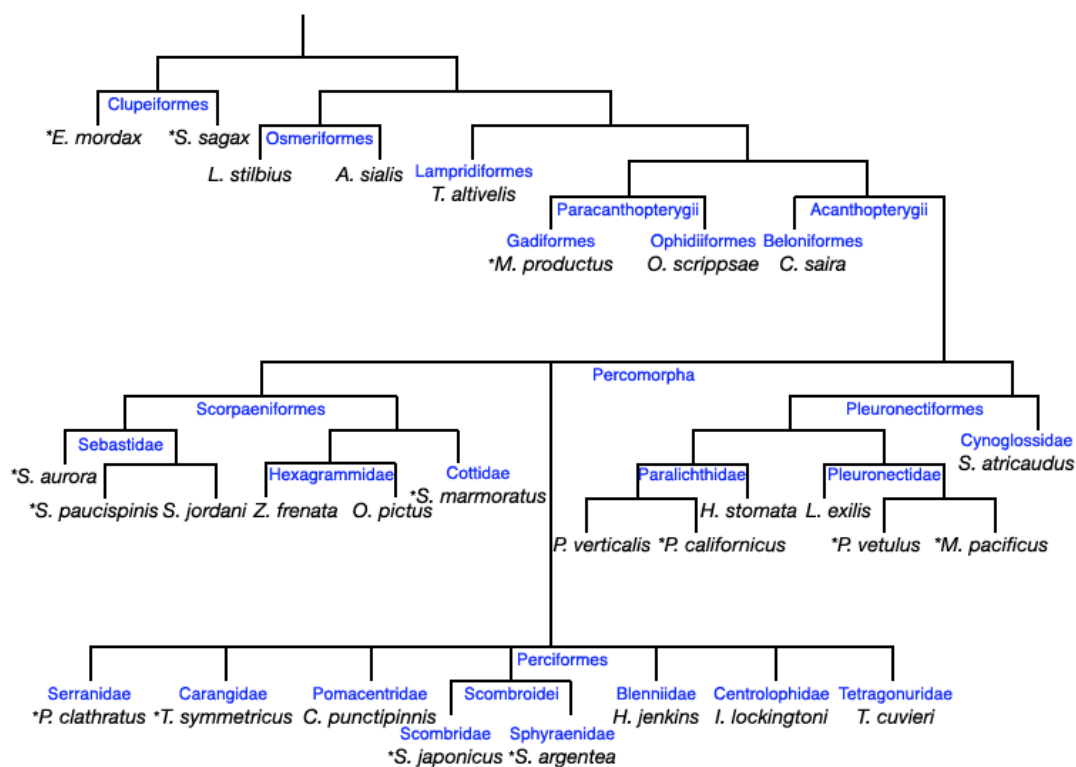 Clupeiformes
*E. mordax *S. sagax
Osmeriformes
L. stilbius A. sialis
Lampridiformes
T. altivelis
Paracanthopterygii Acanthopterygii
Gadiformes Ophidiiformes Beloniformes
*M. productus O. scrippsae C. saira
Percomorpha
Scorpaeniformes Pleuronectiformes
Sebastidae Hexagrammidae Cottidae Paralichthidae Pleuronectidae Cynoglossidae
*S. aurora *S. marmoratus S. atricaudus
*S. paucispinis S. jordani Z. frenata O. pictus H. stomata L. exilis
P. verticalis *P. californicus *P. vetulus *M. pacificus
Perciformes
Serranidae Carangidae Pomacentridae Scombroidei Blenniidae Centrolophidae Tetragonuridae
*P. clathratus *T. symmetricus C. punctipinnis H. jenkins I. lockingtoni T. cuvieri
Scombridae Sphyraenidae
*S. japonicus *S. argentea